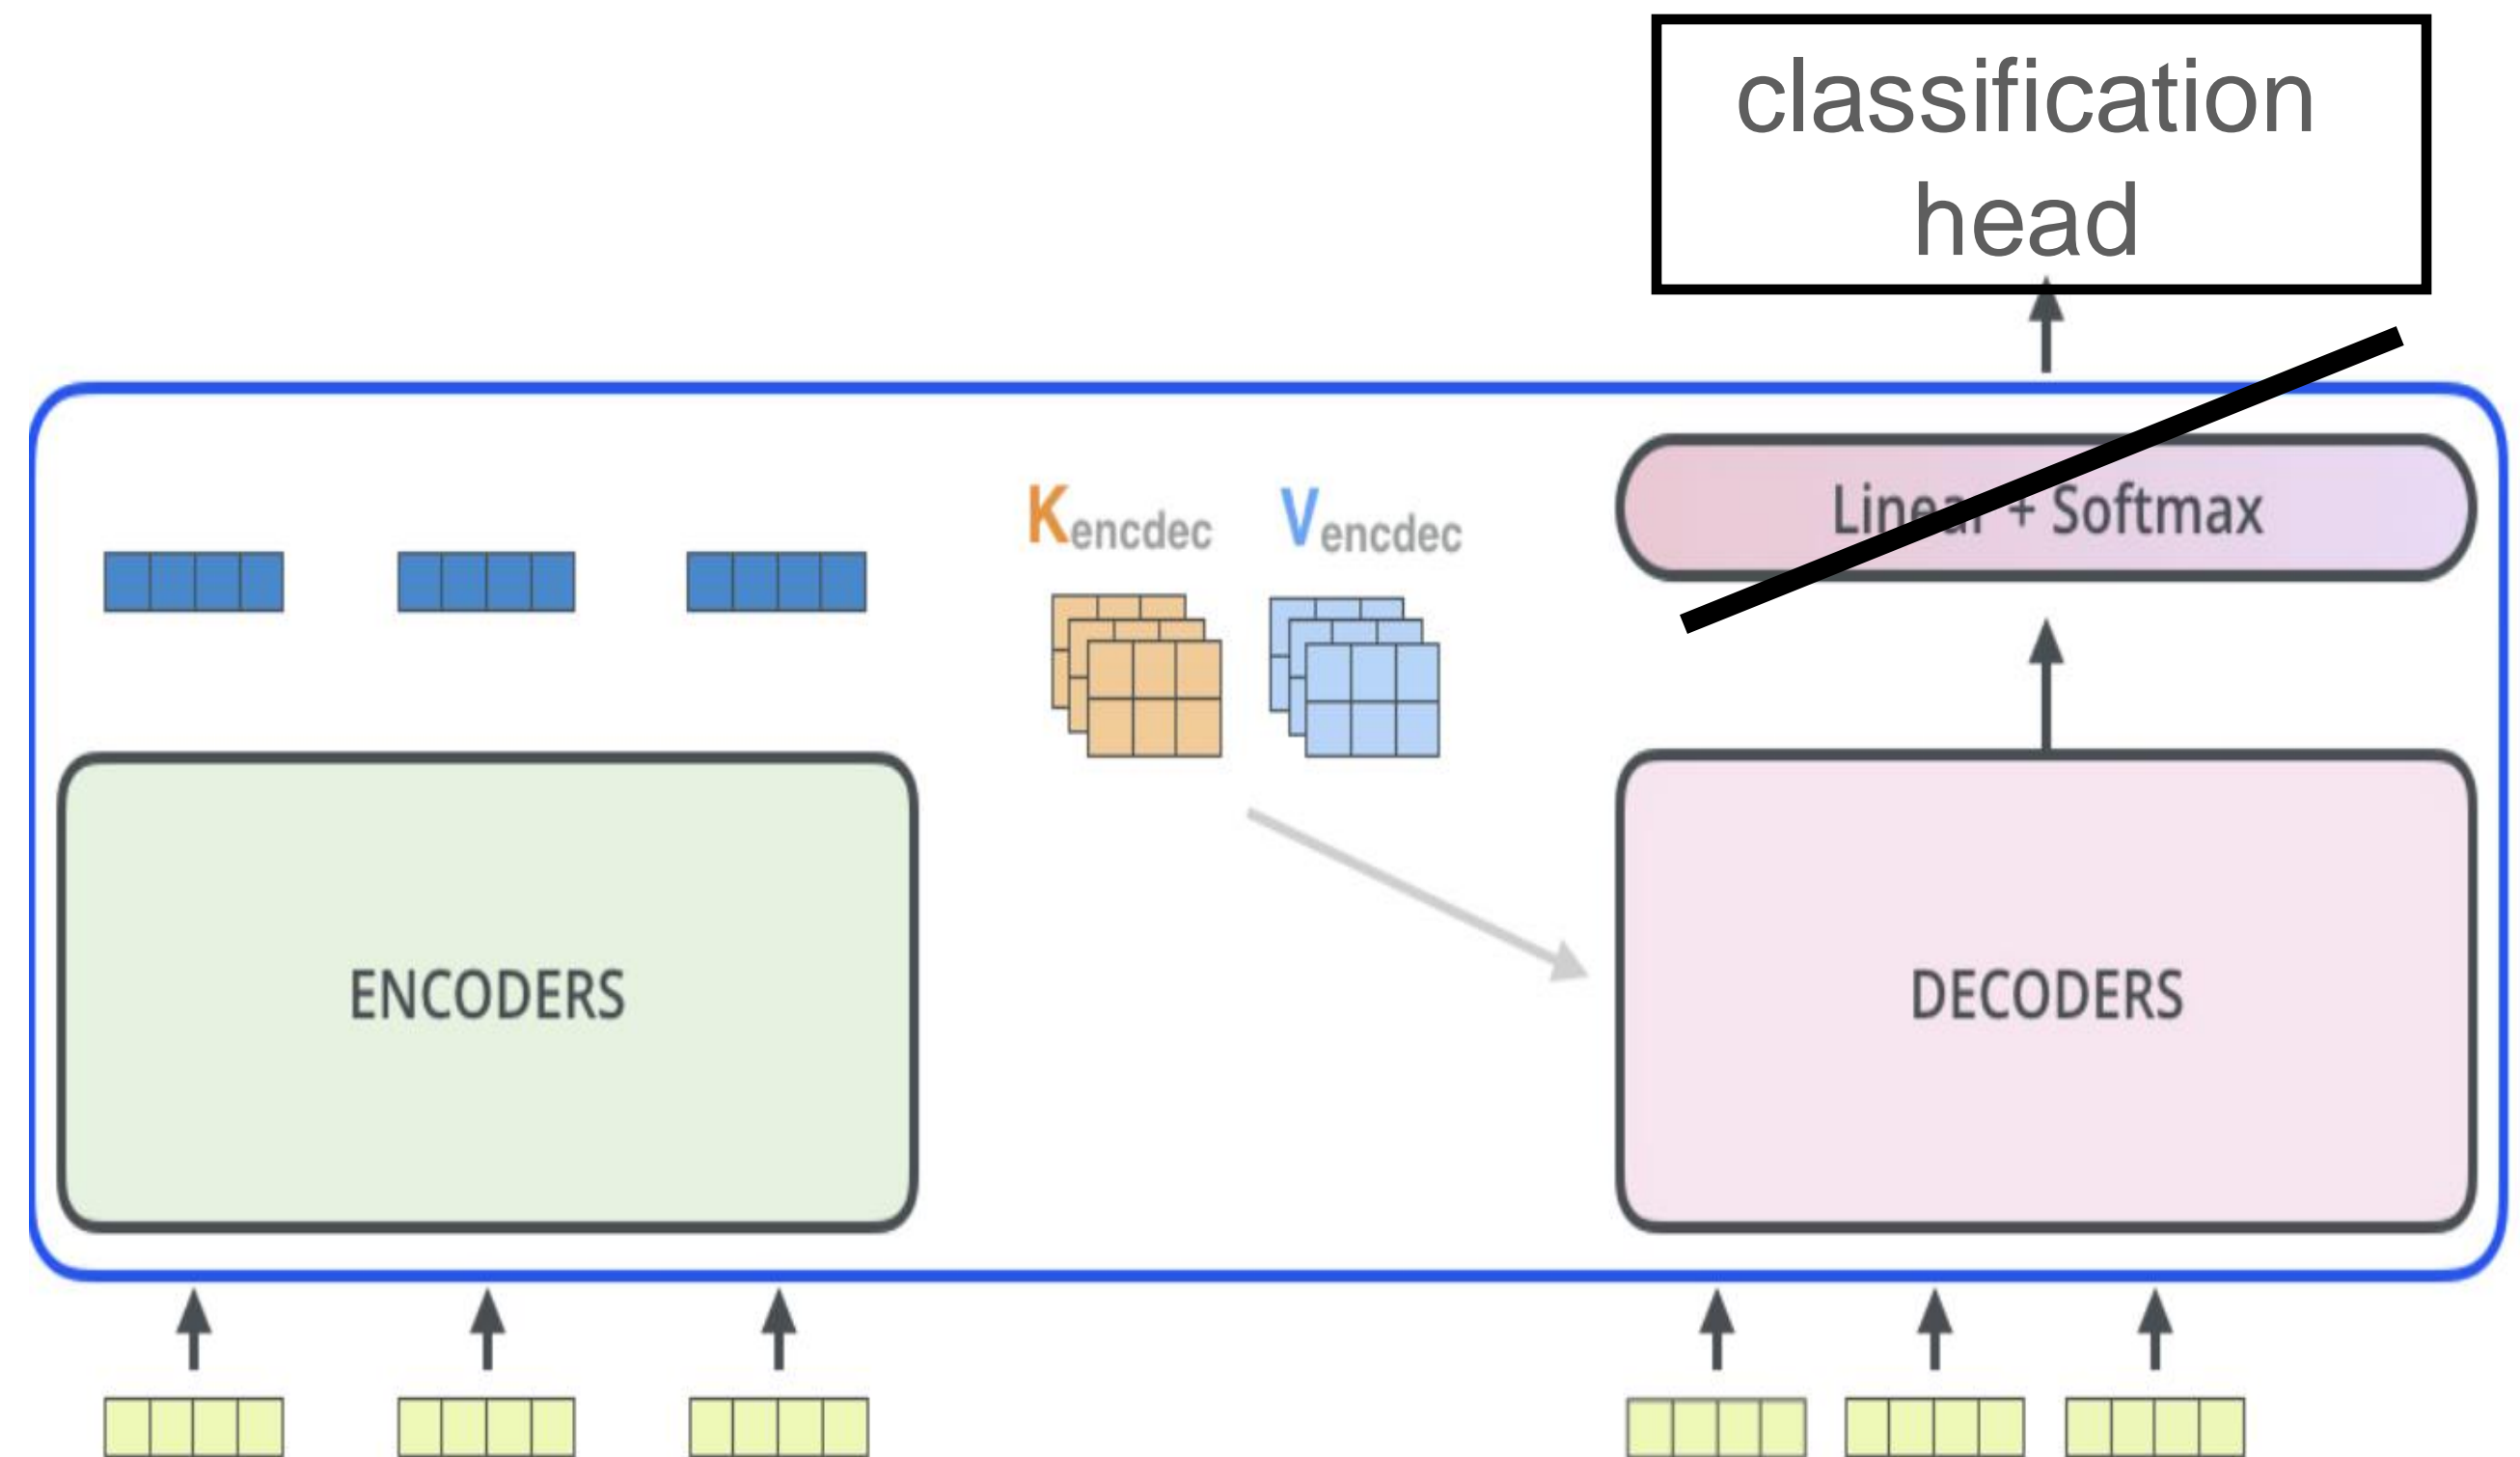 classification
head
Kencdec Vencdec
Linear + Softmax
ENCODERS
DECODERS